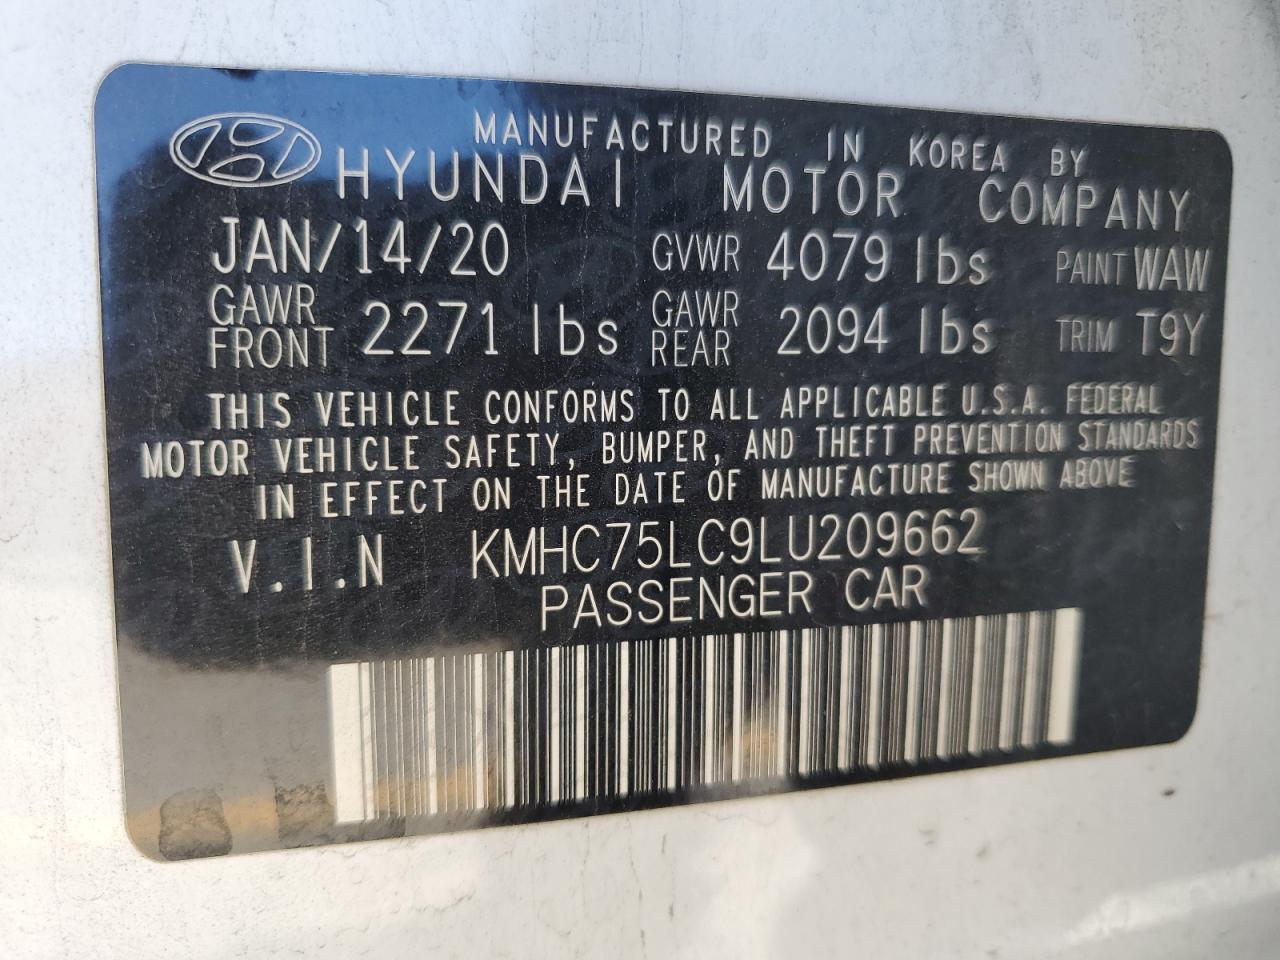 MANUFACTURED IN KOREA BY
HYUNDAI MOTOR COMPANY
JAN/14/20 GVWR 4079 lbs PAINT WAW
GAWR FRONT 2271 lbs GAWR REAR 2094 lbs TRIM T9Y
THIS VEHICLE CONFORMS TO ALL APPLICABLE U.S.A. FEDERAL
MOTOR VEHICLE SAFETY, BUMPER, AND THEFT PREVENTION STANDARDS
IN EFFECT ON THE DATE OF MANUFACTURE SHOWN ABOVE
V.I.N KMHC75LC9LU209662
PASSENGER CAR